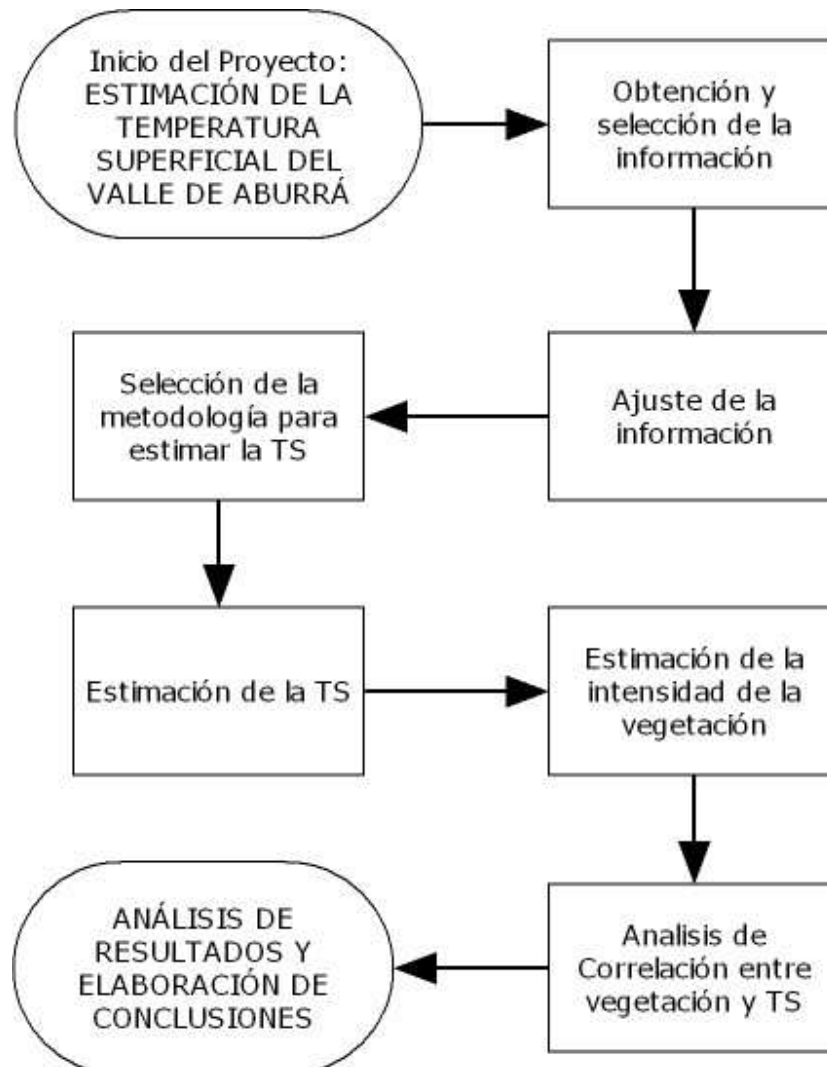 Inicio del Proyecto:
ESTIMACIÓN DE LA
TEMPERATURA
SUPERFICIAL DEL
VALLE DE ABURRÁ
Obtención y
selección de la
información
Ajuste de la
información
Selección de la
metodología para
estimar la TS
Estimación de la TS
Estimación de la
intensidad de la
vegetación
Analisis de
Correlación entre
vegetación y TS
ANÁLISIS DE
RESULTADOS Y
ELABORACIÓN DE
CONCLUSIONES